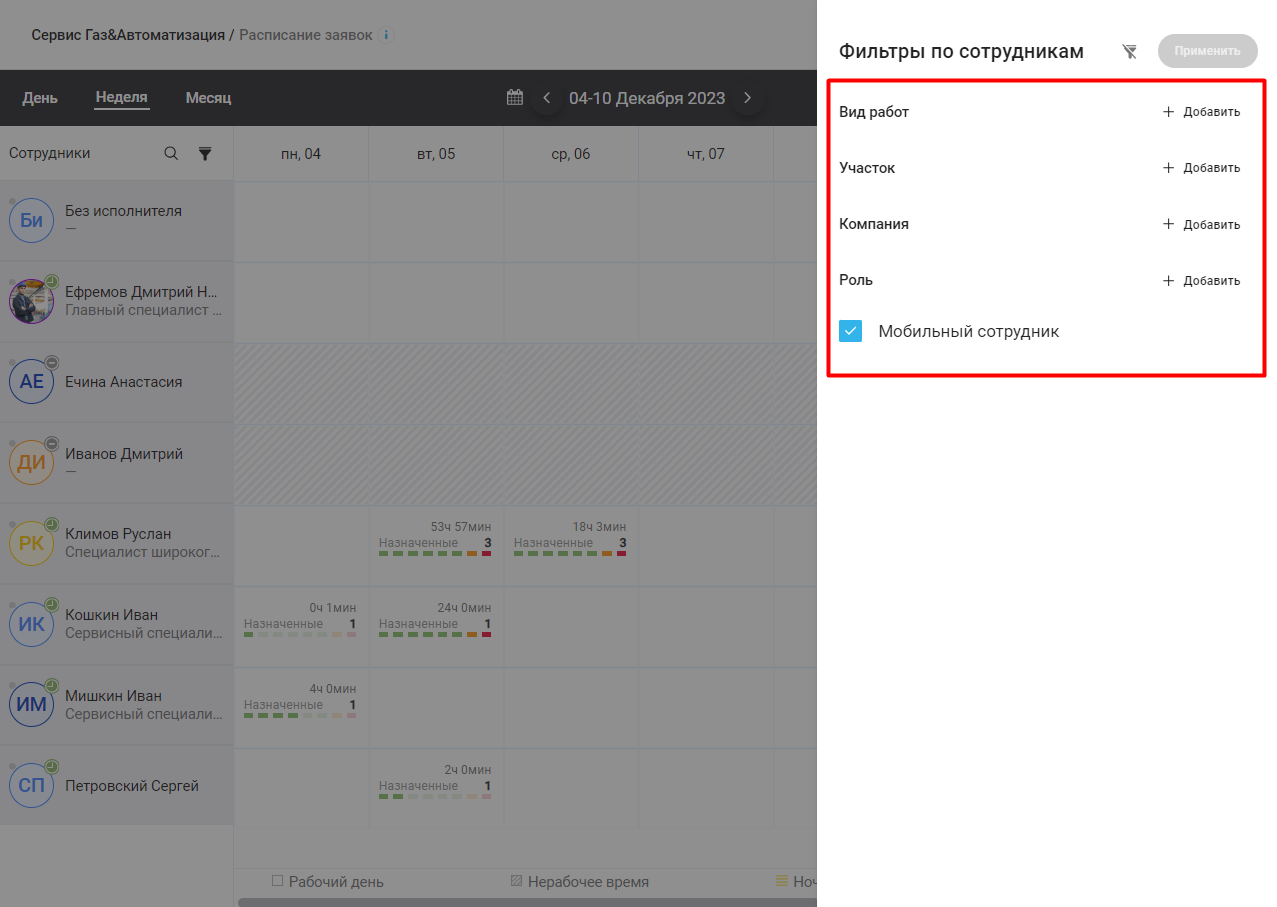 Сервис Газ&Автоматизация / Расписание заявок i
День Неделя Месяц 04-10 Декабря 2023
Сотрудники пн, 04 вт, 05 ср, 06 чт, 07
Би Без исполнителя
—
Ефремов Дмитрий Н...
Главный специалист ...
АЕ Ечина Анастасия
ДИ Иванов Дмитрий
—
РК Климов Руслан
Специалист широког...
53ч 57мин 18ч 3мин
Назначенные 3 Назначенные 3
ИК Кошкин Иван
Сервисный специали...
0ч 1мин 24ч 0мин
Назначенные 1 Назначенные 1
ИМ Мишкин Иван
Сервисный специали...
4ч 0мин
Назначенные 1
СП Петровский Сергей
2ч 0мин
Назначенные 1
Рабочий день Нерабочее время Ноч
Фильтры по сотрудникам Применить
Вид работ + Добавить
Участок + Добавить
Компания + Добавить
Роль + Добавить
Мобильный сотрудник